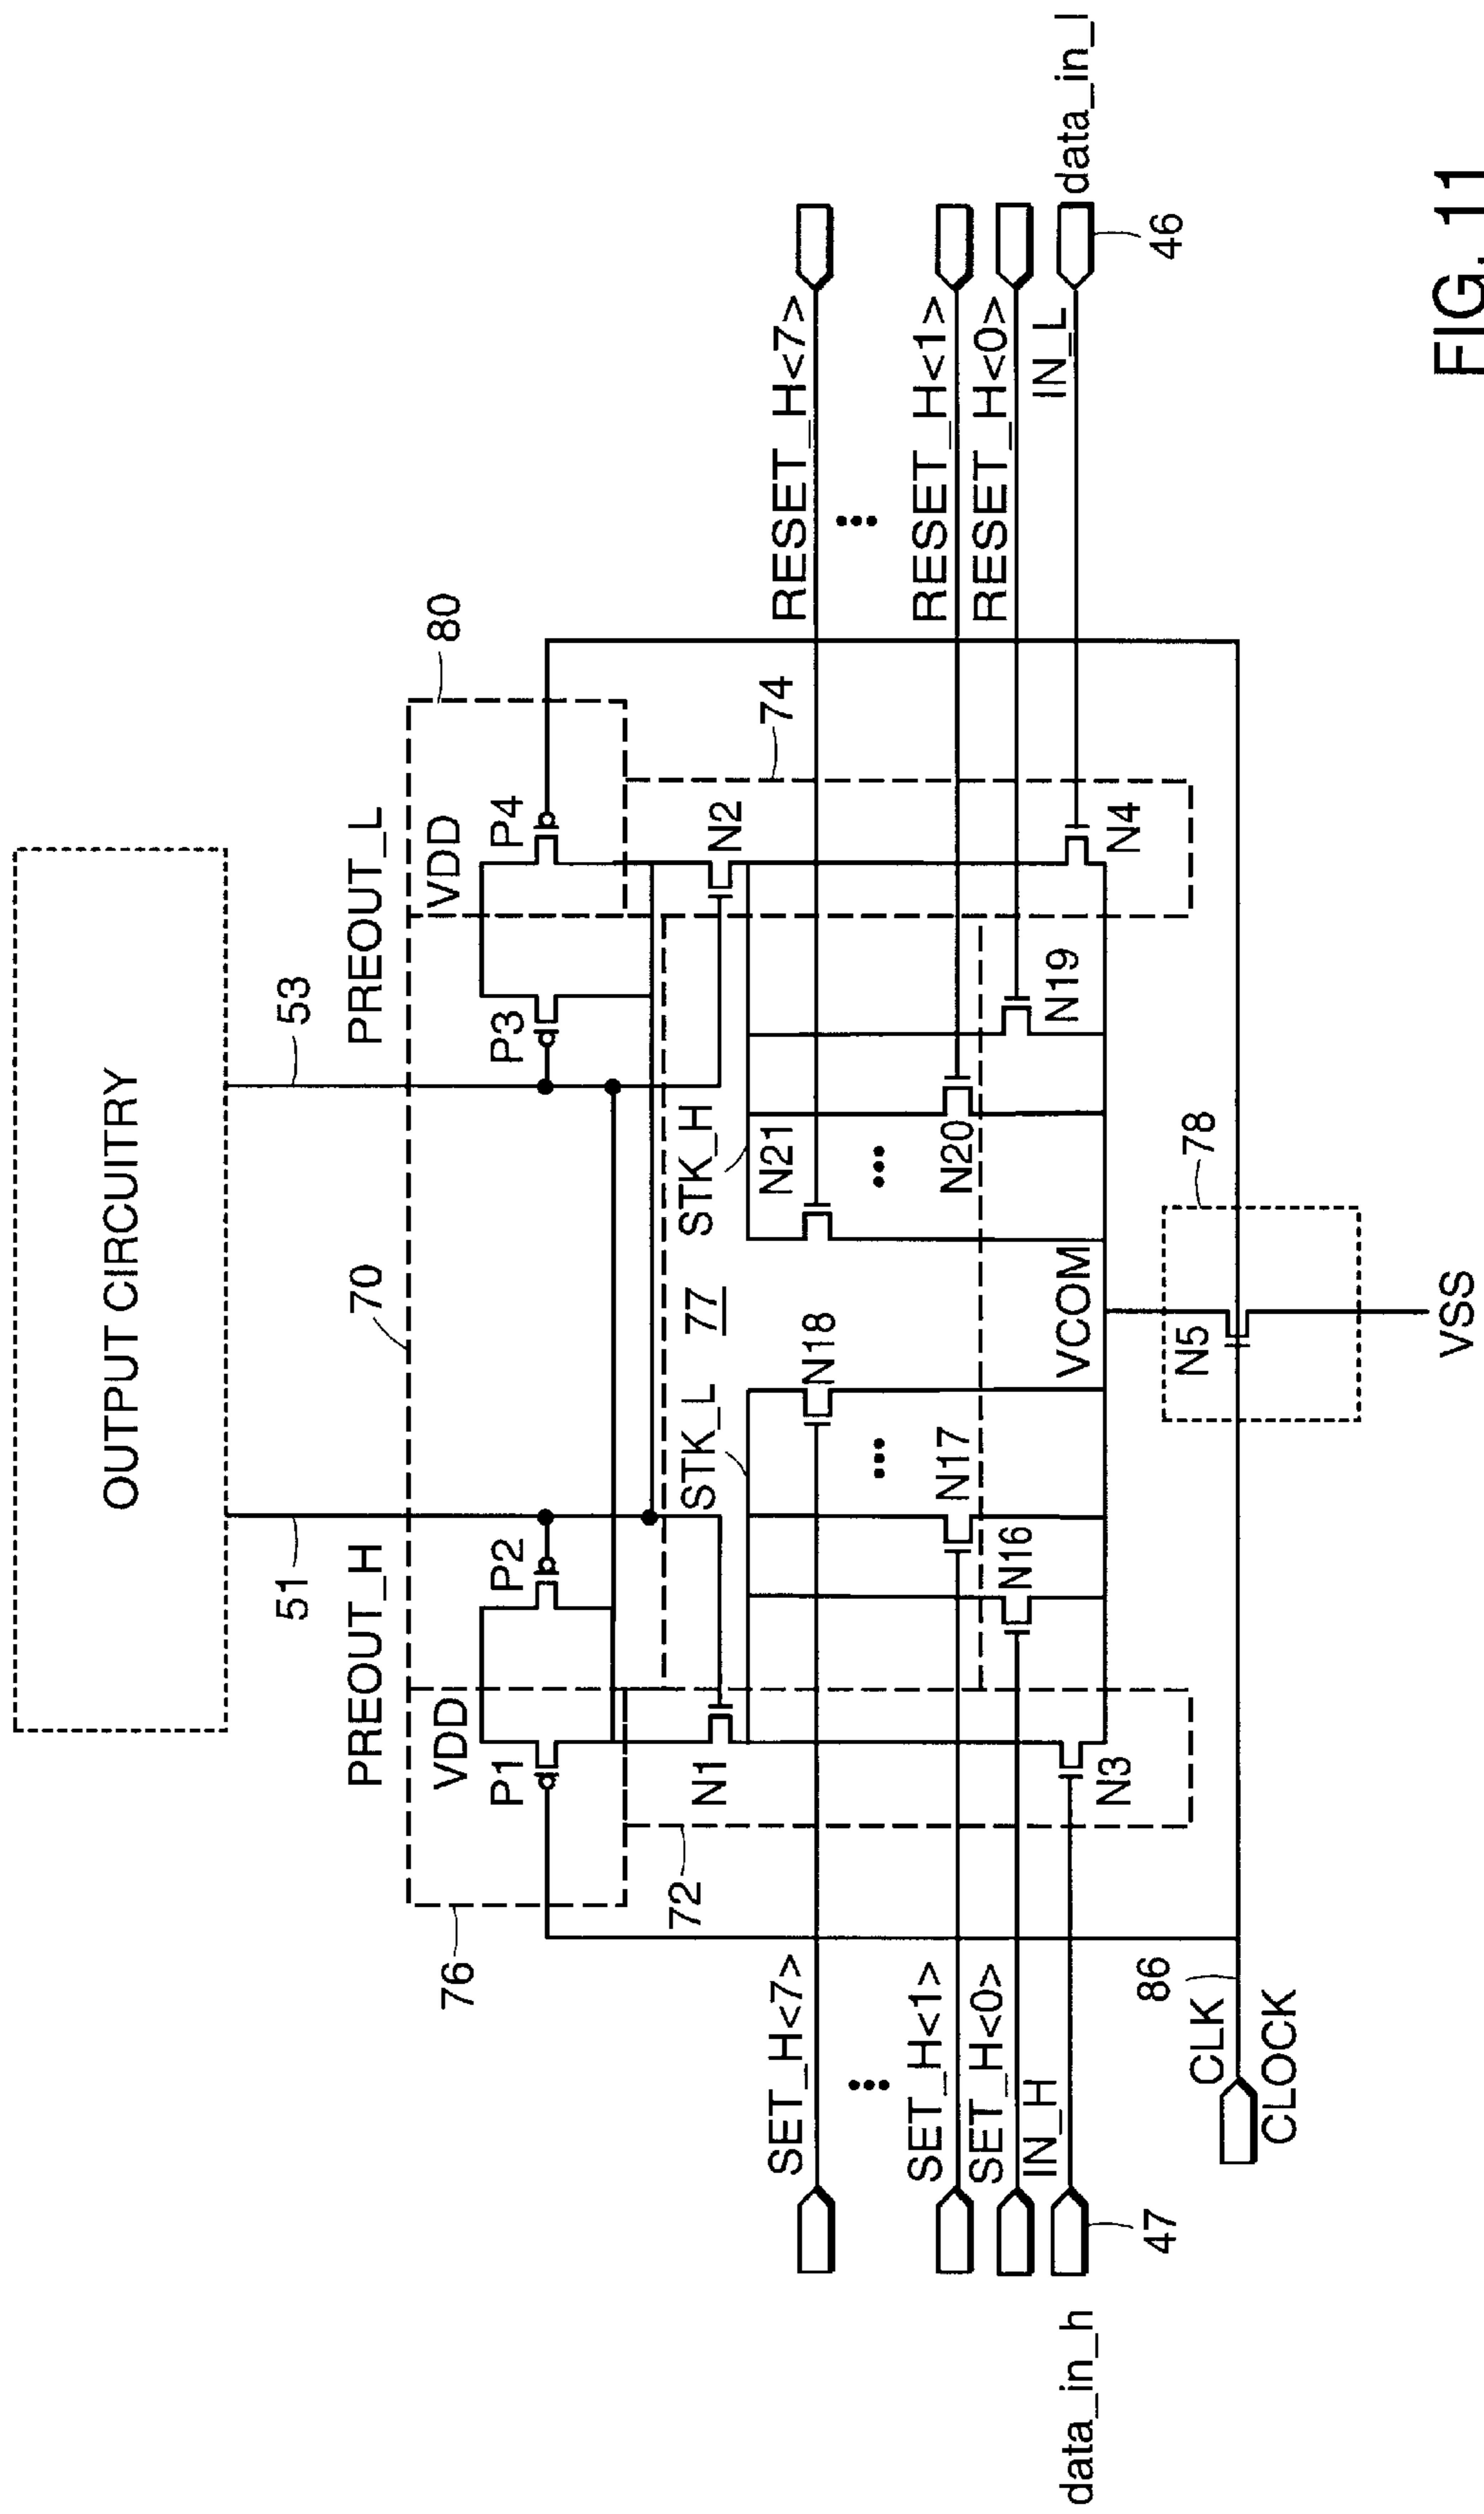 OUTPUT CIRCUITRY
51
53
PREOUT_H
70
PREOUT_L
76
VDD
VDD
80
P1
P2
P3
P4
72
N1
STK_L
77
STK_H
N2
74
SET_H<7>
N18
N21
RESET_H<7>
SET_H<1>
N17
N20
RESET_H<1>
SET_H<0>
N16
N19
RESET_H<0>
data_in_h
IN_H
IN_L
data_in_l
47
N3
VCOM
N4
46
86
CLK
N5
78
CLOCK
VSS
FIG. 11